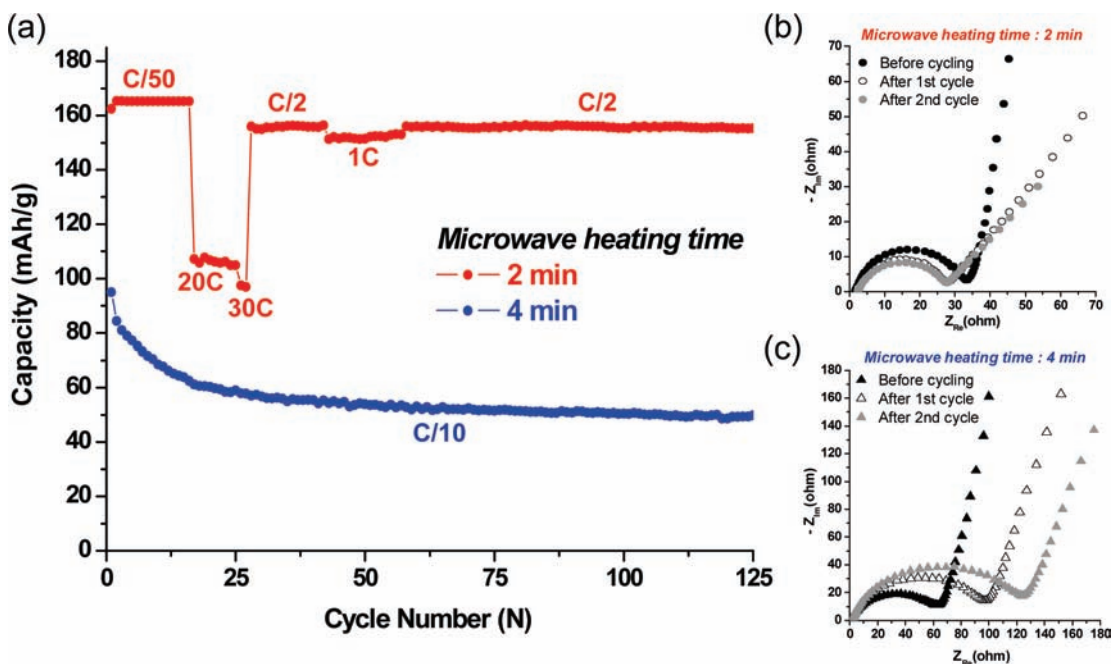 (a)
180
160
140
120
100
80
60
40
20
0
Capacity (mAh/g)
C/50
20C
30C
C/2
1C
C/2
Microwave heating time
2 min
4 min
C/10
0
25
50
75
100
125
Cycle Number (N)
(b)
Microwave heating time : 2 min
Before cycling
After 1st cycle
After 2nd cycle
70
60
50
40
30
20
10
0
- Z_Im(ohm)
0
10
20
30
40
50
60
70
Z_Re(ohm)
(c)
Microwave heating time : 4 min
Before cycling
After 1st cycle
After 2nd cycle
180
160
140
120
100
80
60
40
20
0
- Z_Im(ohm)
0
20
40
60
80
100
120
140
160
180
Z_Re(ohm)